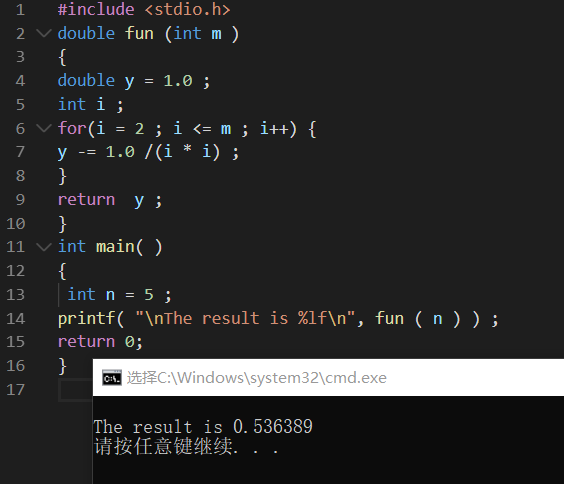 1 #include <stdio.h>
2 double fun (int m )
3 {
4 double y = 1.0 ;
5 int i ;
6 for(i = 2 ; i <= m ; i++) {
7 y -= 1.0 /(i * i) ;
8 }
9 return  y ;
10 }
11 int main( )
12 {
13  int n = 5 ;
14 printf( "\nThe result is %lf\n", fun ( n ) ) ;
15 return 0;
16 }
17
选择C:\Windows\system32\cmd.exe
The result is 0.536389
请按任意键继续. . .